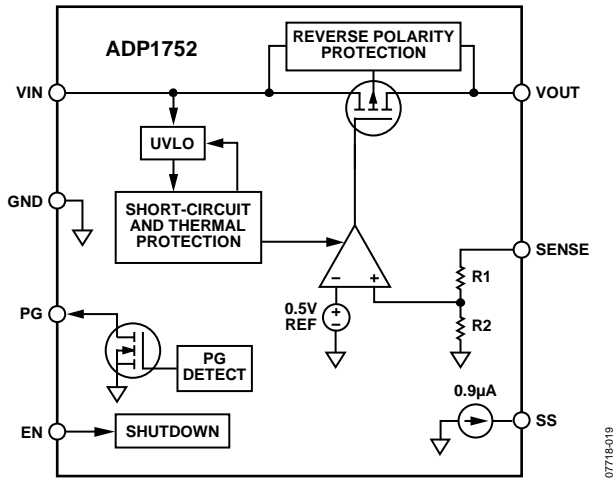 ADP1752
REVERSE POLARITY
PROTECTION
VIN
VOUT
UVLO
GND
SHORT-CIRCUIT
AND THERMAL
PROTECTION
SENSE
R1
R2
–
+
0.5V
REF
+
–
PG
PG
DETECT
0.9µA
SS
EN
SHUTDOWN
07718-019